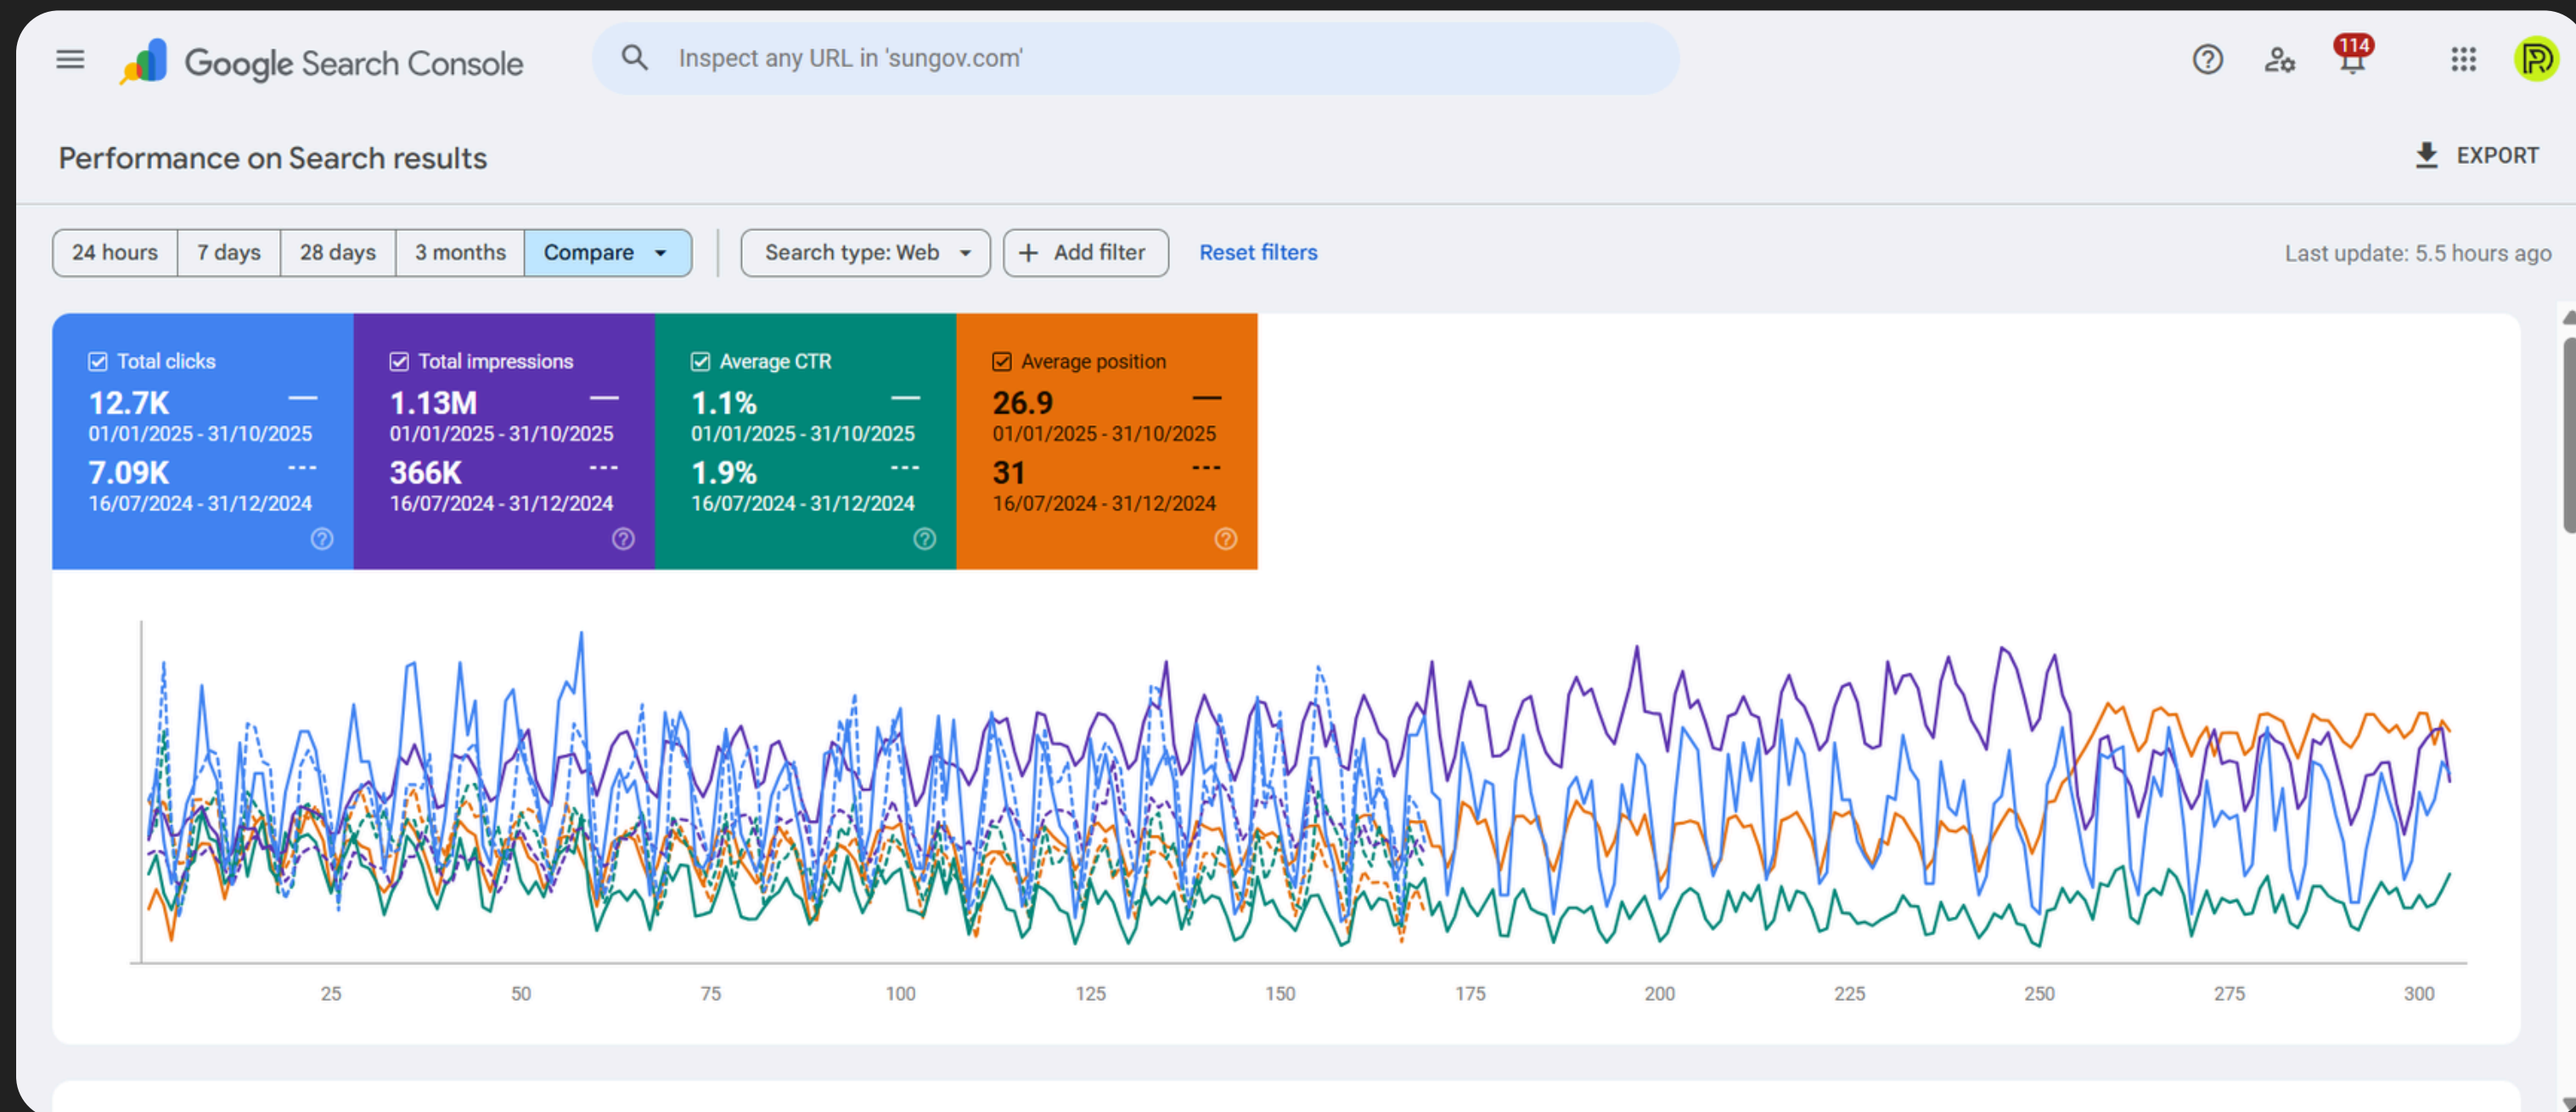 Google Search Console
Inspect any URL in 'sungov.com'
114
Performance on Search results
EXPORT
24 hours
7 days
28 days
3 months
Compare
Search type: Web
+ Add filter
Reset filters
Last update: 5.5 hours ago
Total clicks
12.7K
01/01/2025 - 31/10/2025
7.09K
16/07/2024 - 31/12/2024
Total impressions
1.13M
01/01/2025 - 31/10/2025
366K
16/07/2024 - 31/12/2024
Average CTR
1.1%
01/01/2025 - 31/10/2025
1.9%
16/07/2024 - 31/12/2024
Average position
26.9
01/01/2025 - 31/10/2025
31
16/07/2024 - 31/12/2024
25 50 75 100 125 150 175 200 225 250 275 300